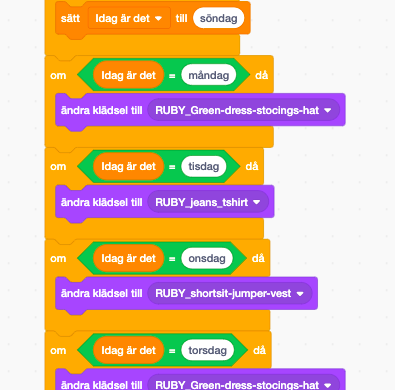 sätt Idag är det till söndag
om Idag är det = måndag då
ändra klädsel till RUBY_Green-dress-stocings-hat
om Idag är det = tisdag då
ändra klädsel till RUBY_jeans_tshirt
om Idag är det = onsdag då
ändra klädsel till RUBY_shortsit-jumper-vest
om Idag är det = torsdag då
ändra klädsel till RUBY_Green-dress-stocings-hat